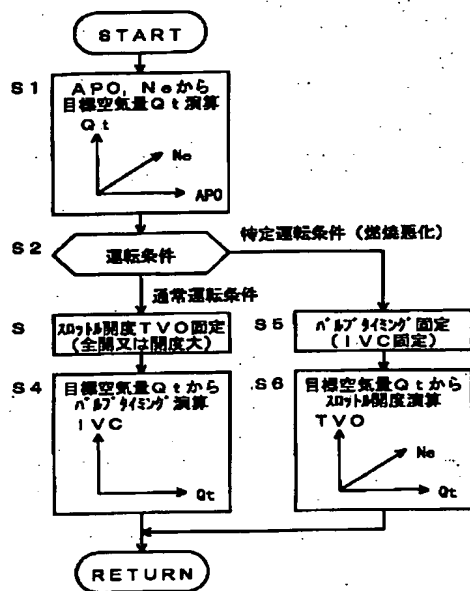 START
S1
APO, Neから
目標空気量Qt演算
Qt
Ne
APO
S2
運転条件
特定運転条件 (燃焼悪化)
通常運転条件
S
スロットル開度TVO固定
(全開又は開度大)
S5
バルブタイミング固定
(IVC固定)
S4
目標空気量Qtから
バルブタイミング演算
IVC
Qt
S6
目標空気量Qtから
スロットル開度演算
TVO
Ne
Qt
RETURN